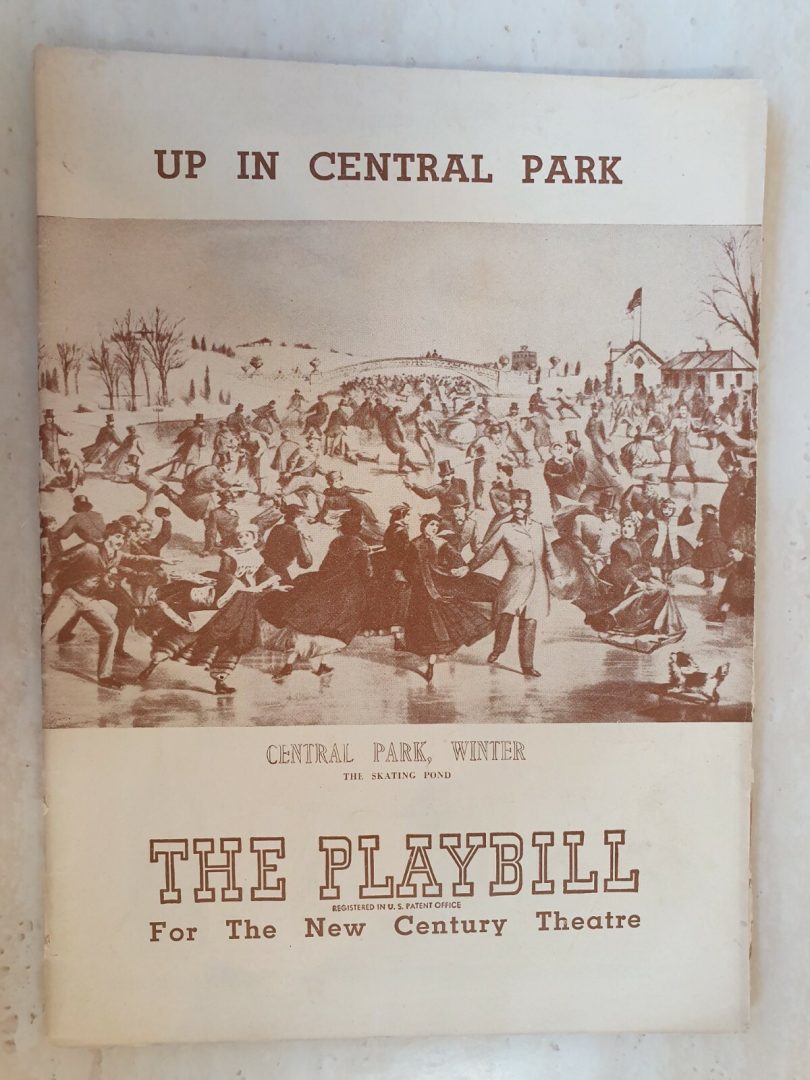 UP IN CENTRAL PARK
CENTRAL PARK, WINTER
THE SKATING POND
THE PLAYBILL
REGISTERED IN U. S. PATENT OFFICE
For The New Century Theatre